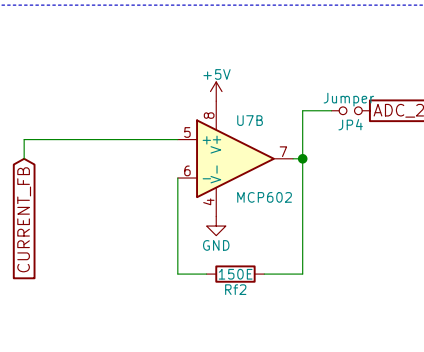 +5V
8
U7B
Jumper
JP4
ADC_2
5
+
V+
7
6
-
V-
4
MCP602
GND
CURRENT_FB
150E
Rf2